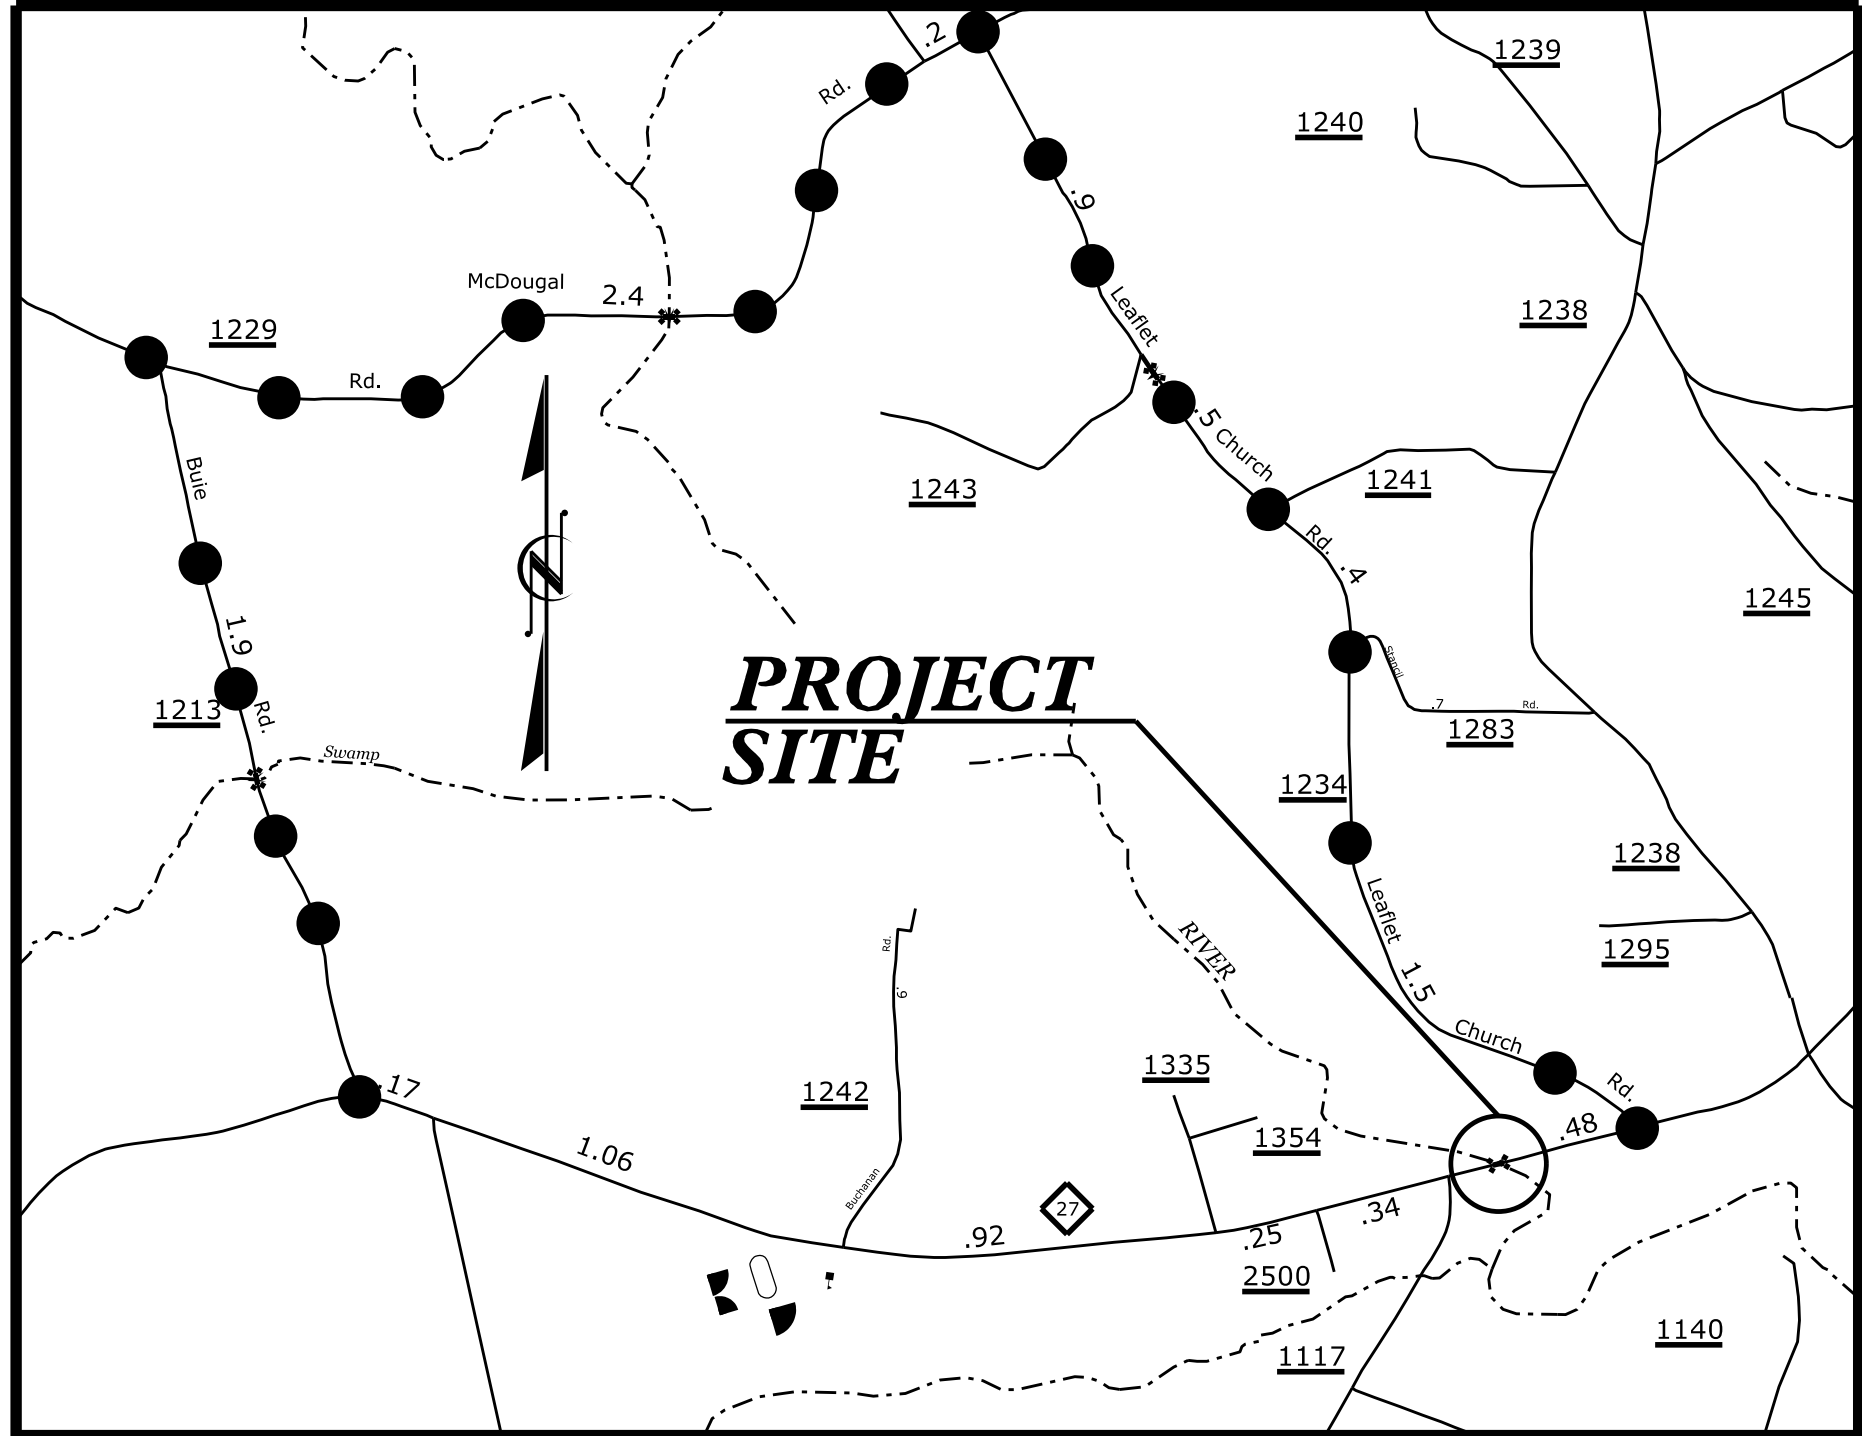 .2
1239
Rd.
1240
.9
McDougal
2.4
Leaflet
1238
1229
Rd.
.5
Church
Buie
1243
1241
Rd.
.4
N
1245
1.9
Stancil
PROJECT
SITE
1213
Rd.
.7
Rd.
1283
Swamp
1234
1238
Leaflet
RIVER
Rd.
1295
.9
1.5
Church
1335
Rd.
.17
1242
1354
.48
1.06
Buchanan
27
.34
.92
.25
2500
1140
1117